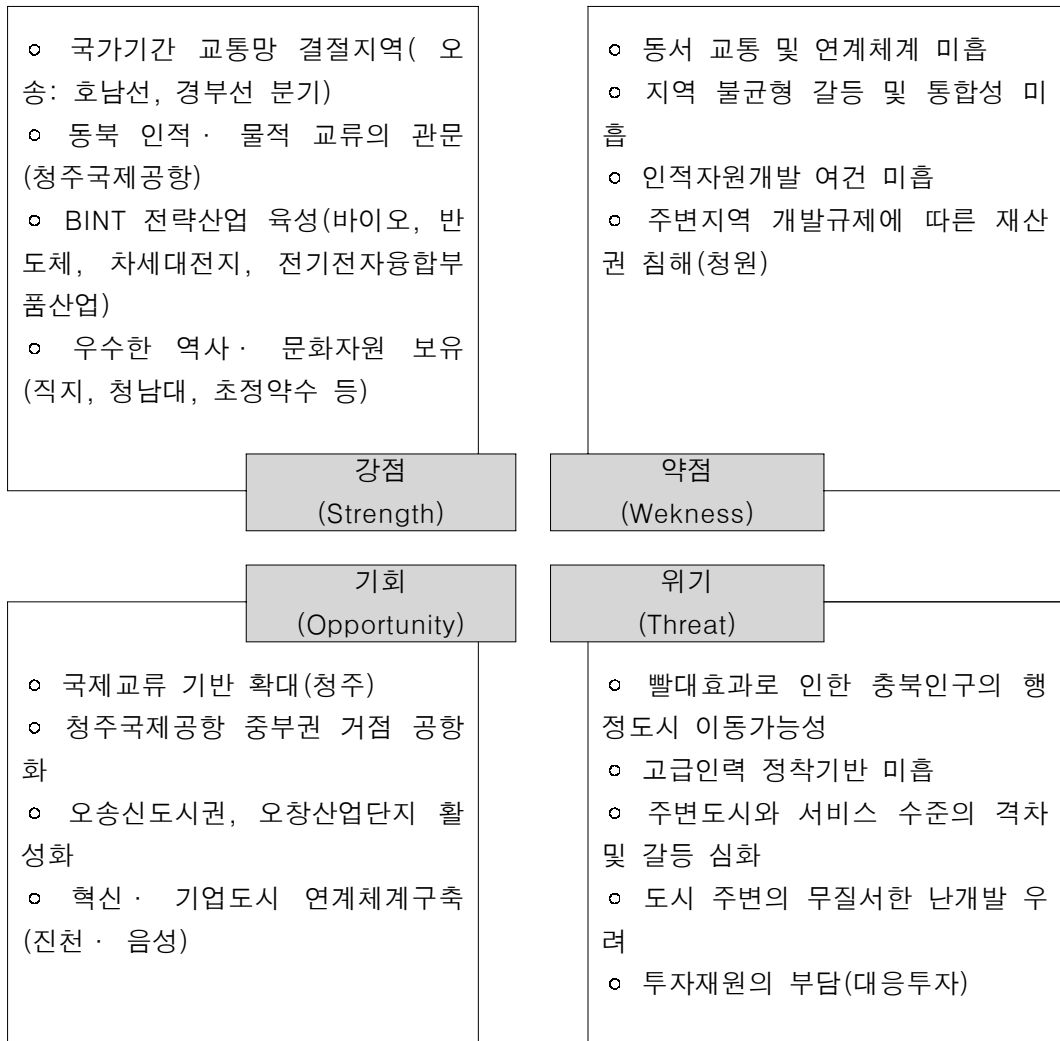 ∘ 국가기간 교통망 결절지역( 오
송: 호남선, 경부선 분기)
∘ 동북 인적· 물적 교류의 관문
(청주국제공항)
∘ BINT 전략산업 육성(바이오, 반
도체, 차세대전지, 전기전자융합부
품산업)
∘ 우수한 역사· 문화자원 보유
(직지, 청남대, 초정약수 등)
강점
(Strength)
∘ 동서 교통 및 연계체계 미흡
∘ 지역 불균형 갈등 및 통합성 미
흡
∘ 인적자원개발 여건 미흡
∘ 주변지역 개발규제에 따른 재산
권 침해(청원)
약점
(Wekness)
기회
(Opportunity)
∘ 국제교류 기반 확대(청주)
∘ 청주국제공항 중부권 거점 공항
화
∘ 오송신도시권, 오창산업단지 활
성화
∘ 혁신· 기업도시 연계체계구축
(진천· 음성)
위기
(Threat)
∘ 빨대효과로 인한 충북인구의 행
정도시 이동가능성
∘ 고급인력 정착기반 미흡
∘ 주변도시와 서비스 수준의 격차
및 갈등 심화
∘ 도시 주변의 무질서한 난개발 우
려
∘ 투자재원의 부담(대응투자)